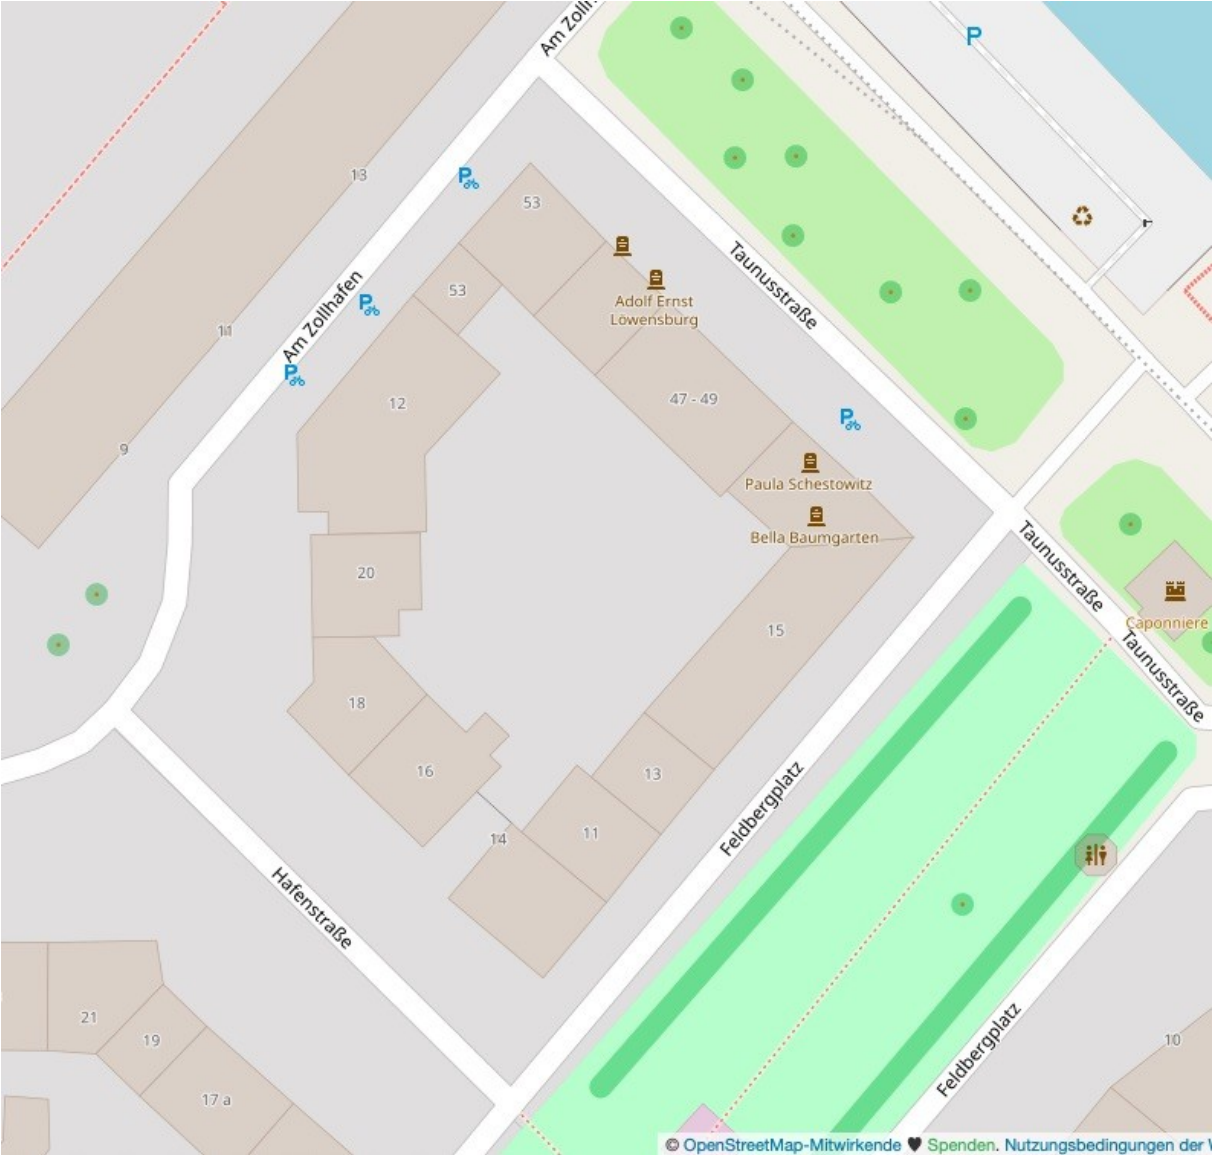 Am Zollh
P
13
P
53
Taunusstraße
53
Adolf Ernst
Löwensburg
P
Am Zollhafen
11
P
12
47 - 49
P
9
Paula Schestowitz
Bella Baumgarten
Taunusstraße
20
15
Caponniere
Taunusstraße
18
16
13
Feldbergplatz
14
11
Hafenstraße
21
19
10
Feldbergplatz
17 a
© OpenStreetMap-Mitwirkende ♥ Spenden. Nutzungsbedingungen der